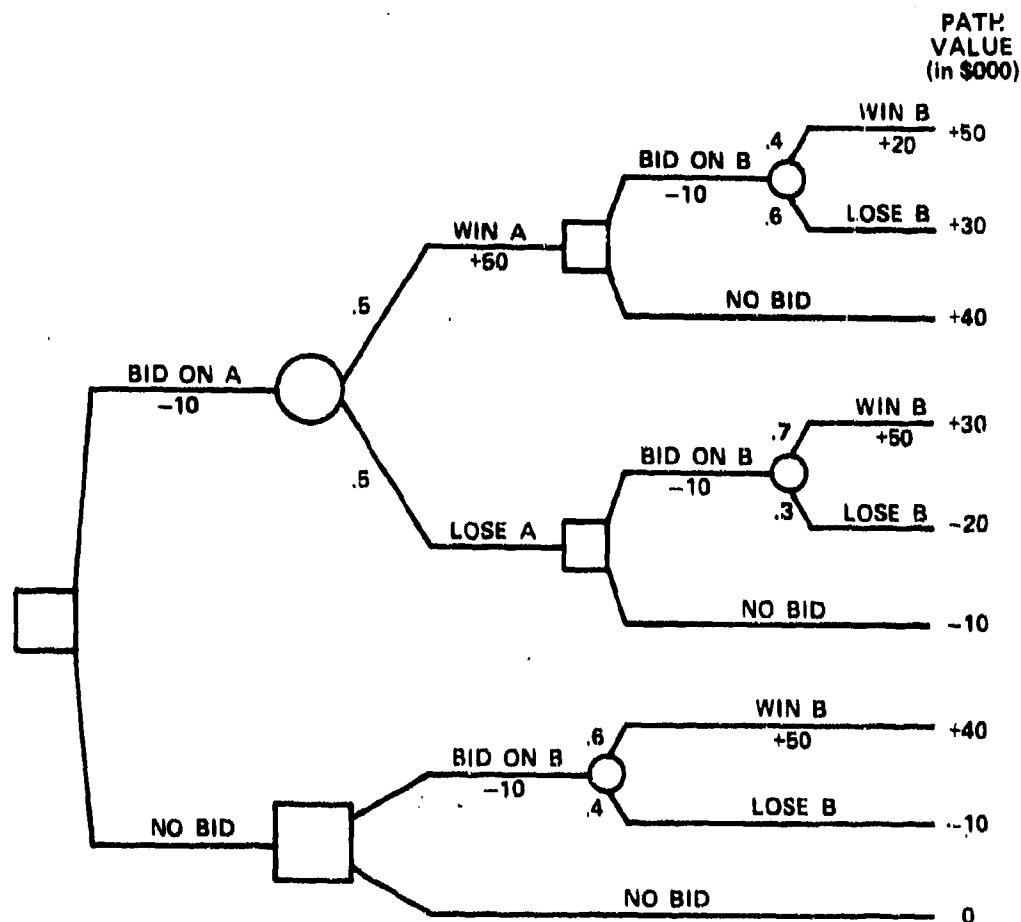 PATH
VALUE
(in $000)
WIN B
+50
.4
+20
BID ON B
-10
.6
LOSE B
+30
WIN A
+50
NO BID
+40
.5
BID ON A
-10
WIN B
+30
.7
+50
BID ON B
-10
.5
.3
LOSE B
-20
LOSE A
NO BID
-10
WIN B
+40
.6
+50
BID ON B
-10
.4
LOSE B
-10
NO BID
NO BID
0